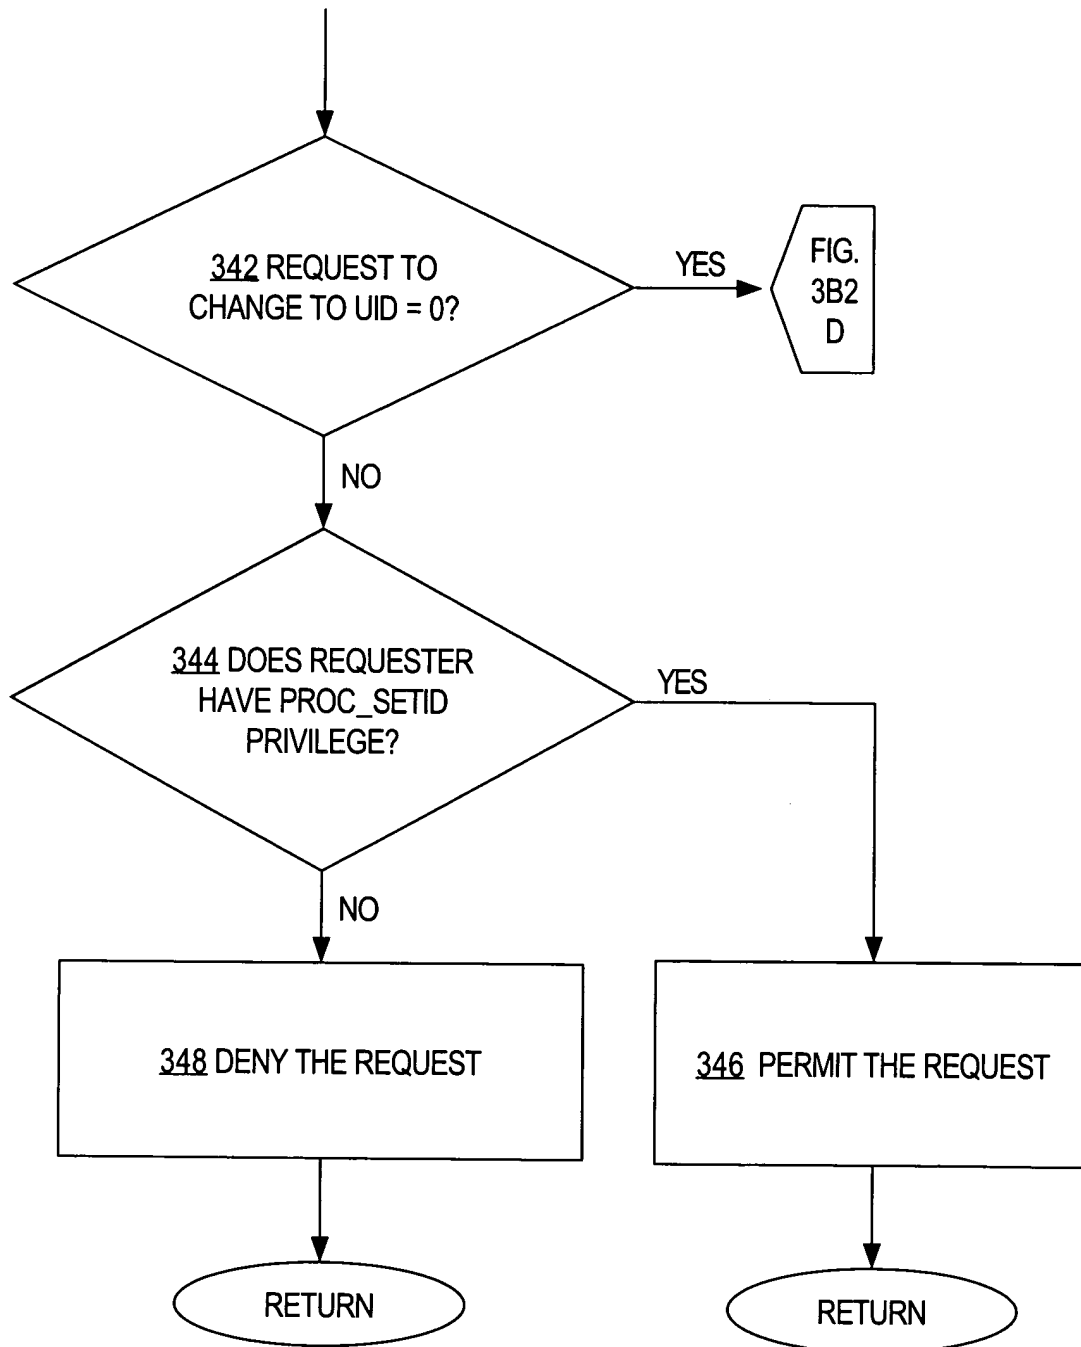 342 REQUEST TO
CHANGE TO UID = 0?
YES
FIG.
3B2
D
NO
344 DOES REQUESTER
HAVE PROC_SETID
PRIVILEGE?
YES
NO
348 DENY THE REQUEST
346 PERMIT THE REQUEST
RETURN
RETURN